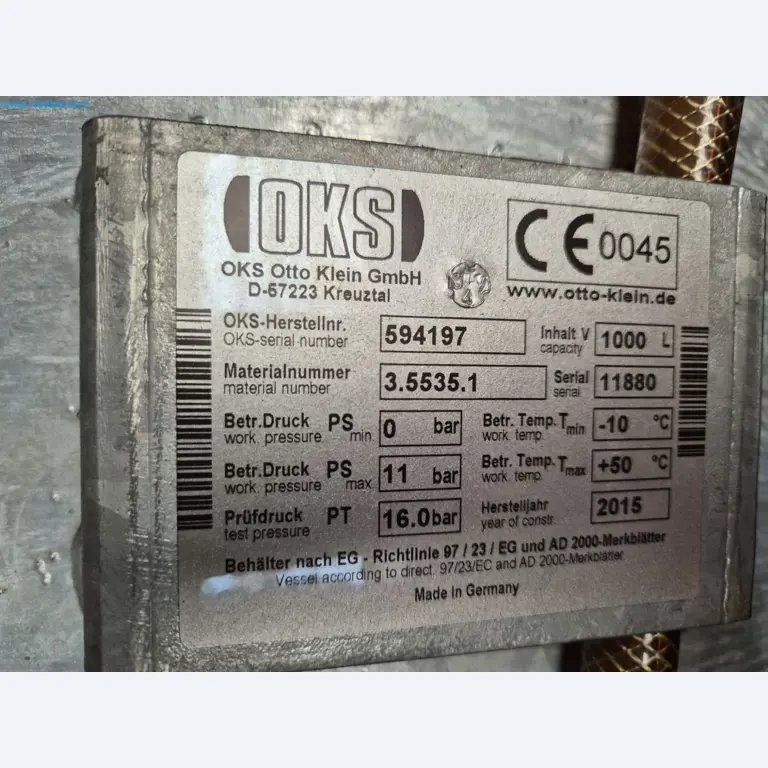 OKS
CE 0045
OKS Otto Klein GmbH
D-57223 Kreuztal
www.otto-klein.de
OKS-Herstellnr. 594197 Inhalt V 1000 L
OKS-serial number capacity
Materialnummer 3.5535.1 Serial 11880
material number serial
Betr.Druck PS min. 0 bar Betr. Temp. Tmin -10 °C
work. pressure work. temp.
Betr.Druck PS max. 11 bar Betr. Temp. Tmax +50 °C
work. pressure work. temp.
Prüfdruck PT 16.0 bar Herstelljahr 2015
test pressure year of constr.
Behälter nach EG - Richtlinie 97 / 23 / EG und AD 2000-Merkblätter
Vessel according to direct. 97/23/EC and AD 2000-Merkblätter
Made in Germany